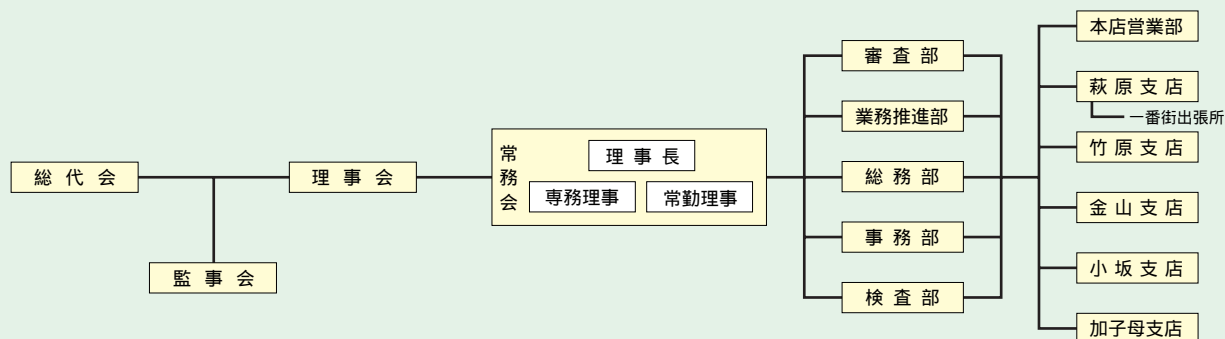 総代会
監事会
理事会
常務会
理事長
専務理事
常勤理事
審査部
業務推進部
総務部
事務部
検査部
本店営業部
萩原支店
一番街出張所
竹原支店
金山支店
小坂支店
加子母支店